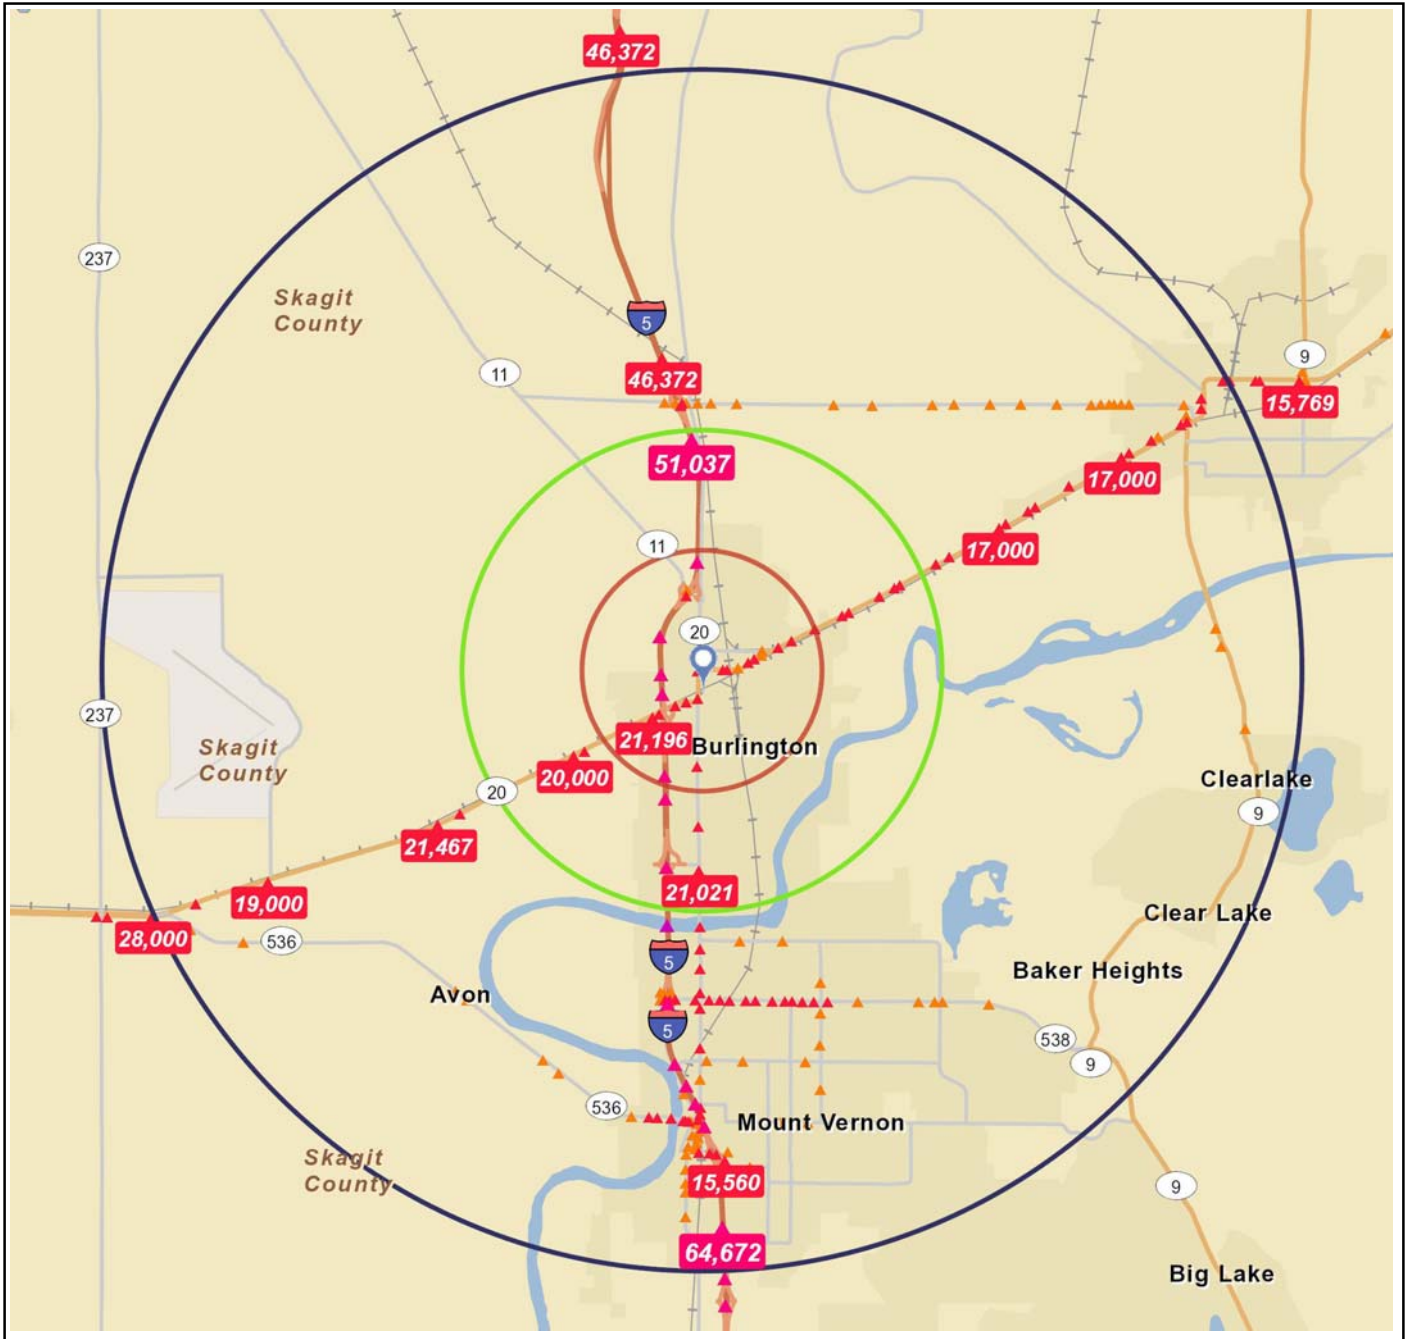 46,372
237
Skagit
County
5
9
11
46,372
15,769
51,037
17,000
11
17,000
20
237
21,196
Burlington
Skagit
County
20,000
Clearlake
20
9
21,467
21,021
19,000
Clear Lake
28,000
536
5
Baker Heights
Avon
5
538
9
536
Mount Vernon
Skagit
County
15,560
9
64,672
Big Lake